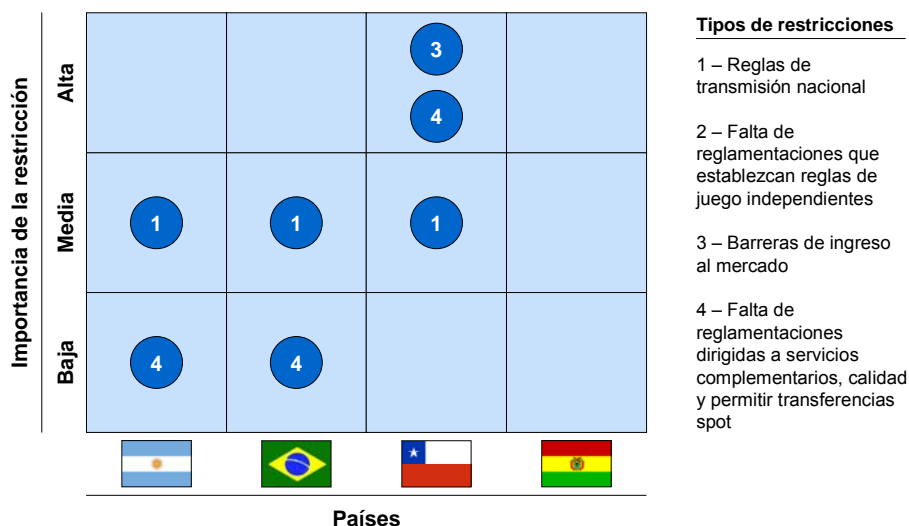 Importancia de la restricción
Alta
Media
Baja
3
4
1
1
1
4
4
Países
Tipos de restricciones
1 – Reglas de
transmisión nacional
2 – Falta de
reglamentaciones que
establezcan reglas de
juego independientes
3 – Barreras de ingreso
al mercado
4 – Falta de
reglamentaciones
dirigidas a servicios
complementarios, calidad
y permitir transferencias
spot